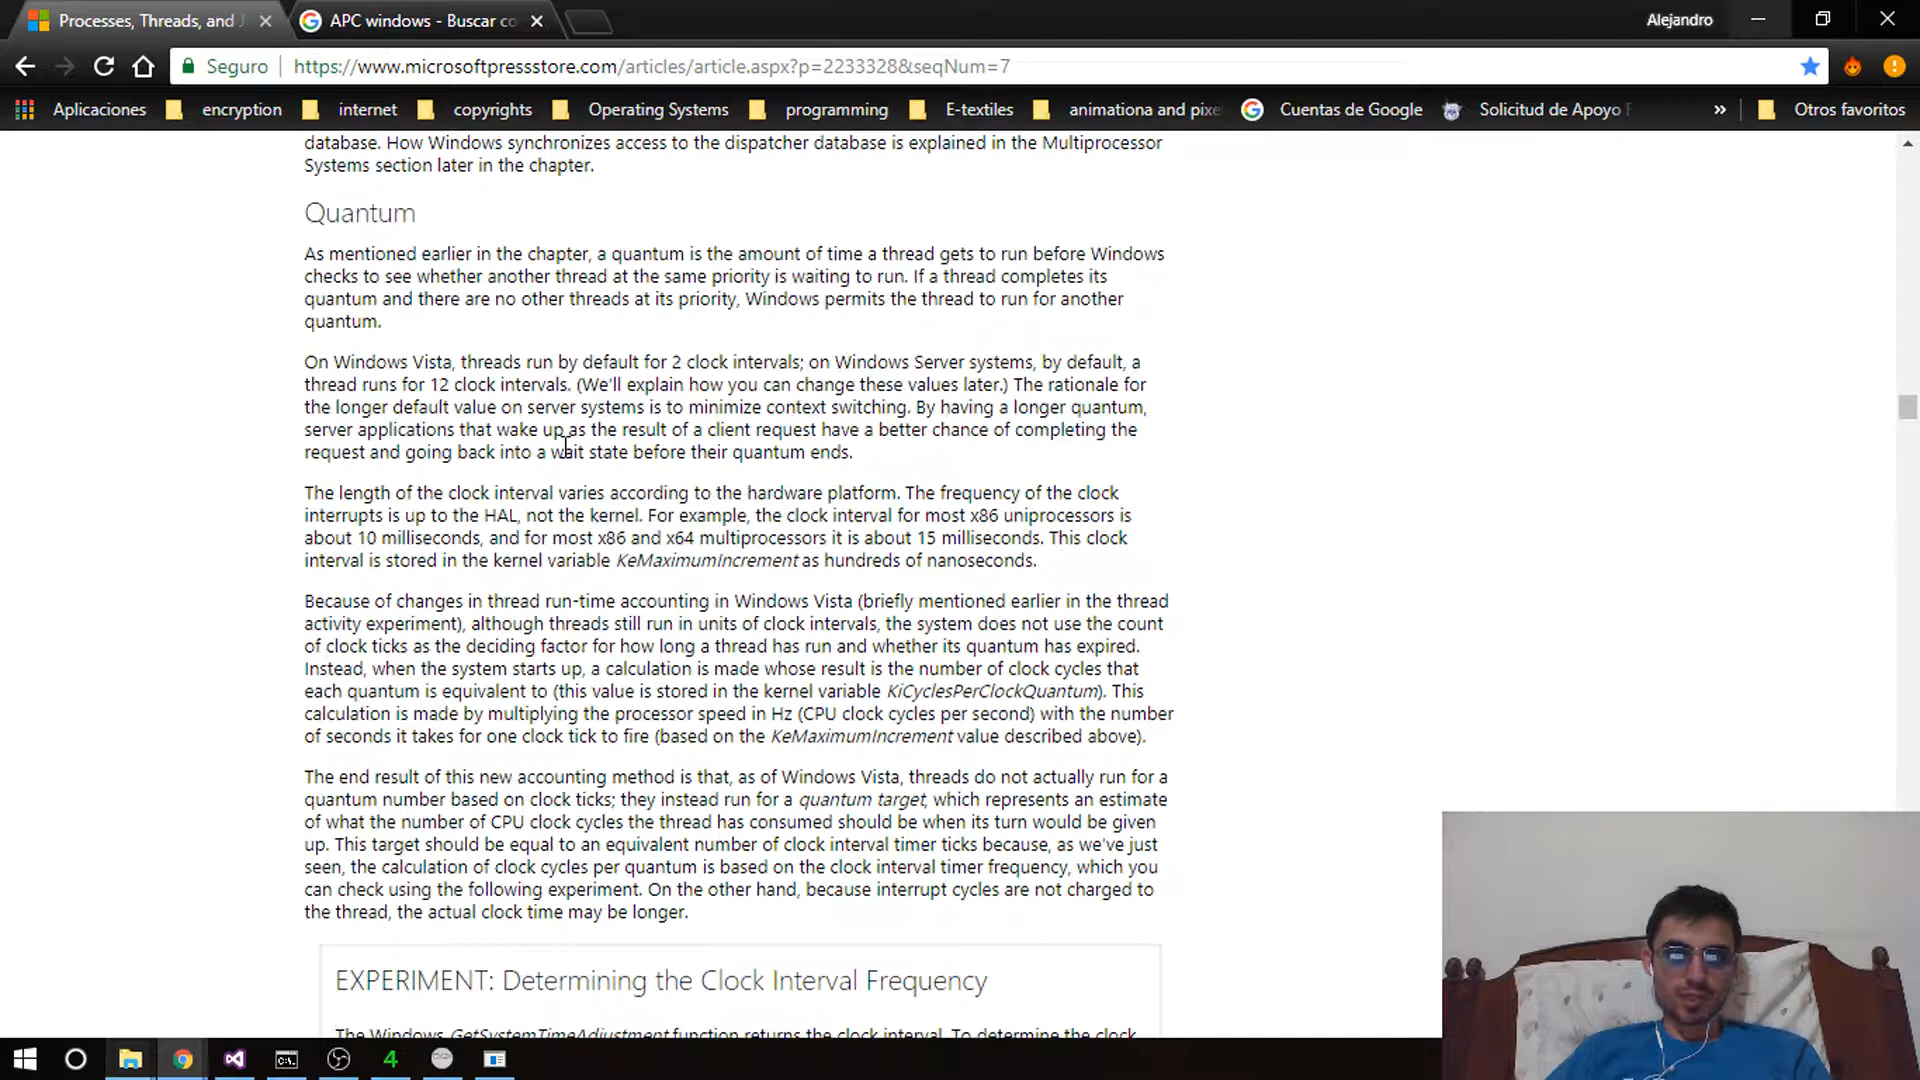 Processes, Threads, and J
APC windows - Buscar co
Alejandro
Seguro
https://www.microsoftpressstore.com/articles/article.aspx?p=2233328&seqNum=7
Aplicaciones
encryption
internet
copyrights
Operating Systems
programming
E-textiles
animationa and pixe
Cuentas de Google
Solicitud de Apoyo
»
Otros favoritos
database. How Windows synchronizes access to the dispatcher database is explained in the Multiprocessor
Systems section later in the chapter.
Quantum
As mentioned earlier in the chapter, a quantum is the amount of time a thread gets to run before Windows
checks to see whether another thread at the same priority is waiting to run. If a thread completes its
quantum and there are no other threads at its priority, Windows permits the thread to run for another
quantum.
On Windows Vista, threads run by default for 2 clock intervals; on Windows Server systems, by default, a
thread runs for 12 clock intervals. (We'll explain how you can change these values later.) The rationale for
the longer default value on server systems is to minimize context switching. By having a longer quantum,
server applications that wake up as the result of a client request have a better chance of completing the
request and going back into a wait state before their quantum ends.
The length of the clock interval varies according to the hardware platform. The frequency of the clock
interrupts is up to the HAL, not the kernel. For example, the clock interval for most x86 uniprocessors is
about 10 milliseconds, and for most x86 and x64 multiprocessors it is about 15 milliseconds. This clock
interval is stored in the kernel variable KeMaximumIncrement as hundreds of nanoseconds.
Because of changes in thread run-time accounting in Windows Vista (briefly mentioned earlier in the thread
activity experiment), although threads still run in units of clock intervals, the system does not use the count
of clock ticks as the deciding factor for how long a thread has run and whether its quantum has expired.
Instead, when the system starts up, a calculation is made whose result is the number of clock cycles that
each quantum is equivalent to (this value is stored in the kernel variable KiCyclesPerClockQuantum). This
calculation is made by multiplying the processor speed in Hz (CPU clock cycles per second) with the number
of seconds it takes for one clock tick to fire (based on the KeMaximumIncrement value described above).
The end result of this new accounting method is that, as of Windows Vista, threads do not actually run for a
quantum number based on clock ticks; they instead run for a quantum target, which represents an estimate
of what the number of CPU clock cycles the thread has consumed should be when its turn would be given
up. This target should be equal to an equivalent number of clock interval timer ticks because, as we've just
seen, the calculation of clock cycles per quantum is based on the clock interval timer frequency, which you
can check using the following experiment. On the other hand, because interrupt cycles are not charged to
the thread, the actual clock time may be longer.
EXPERIMENT: Determining the Clock Interval Frequency
The Windows GetSystemTimeAdjustment function returns the clock interval. To determine the clock
4